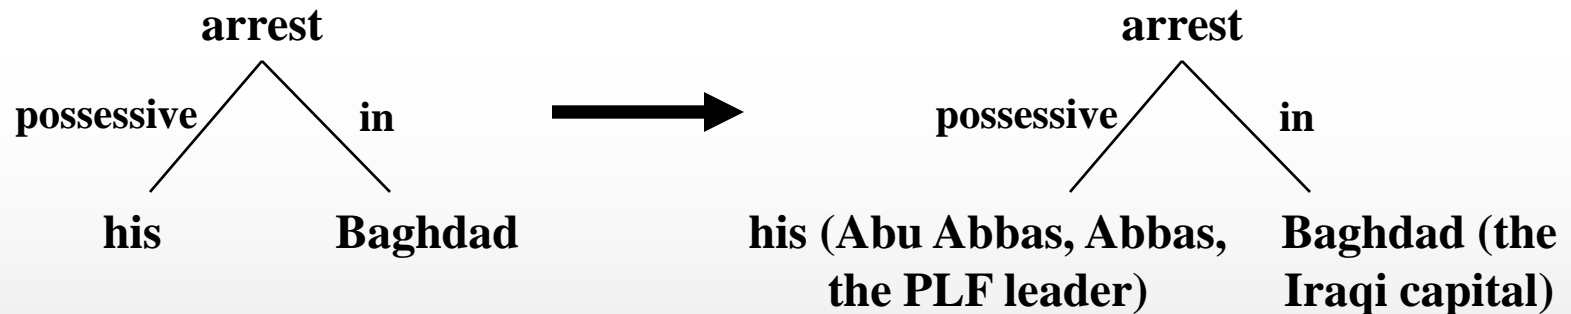 arrest
possessive in
his Baghdad
arrest
possessive in
his (Abu Abbas, Abbas,
the PLF leader)
Baghdad (the
Iraqi capital)